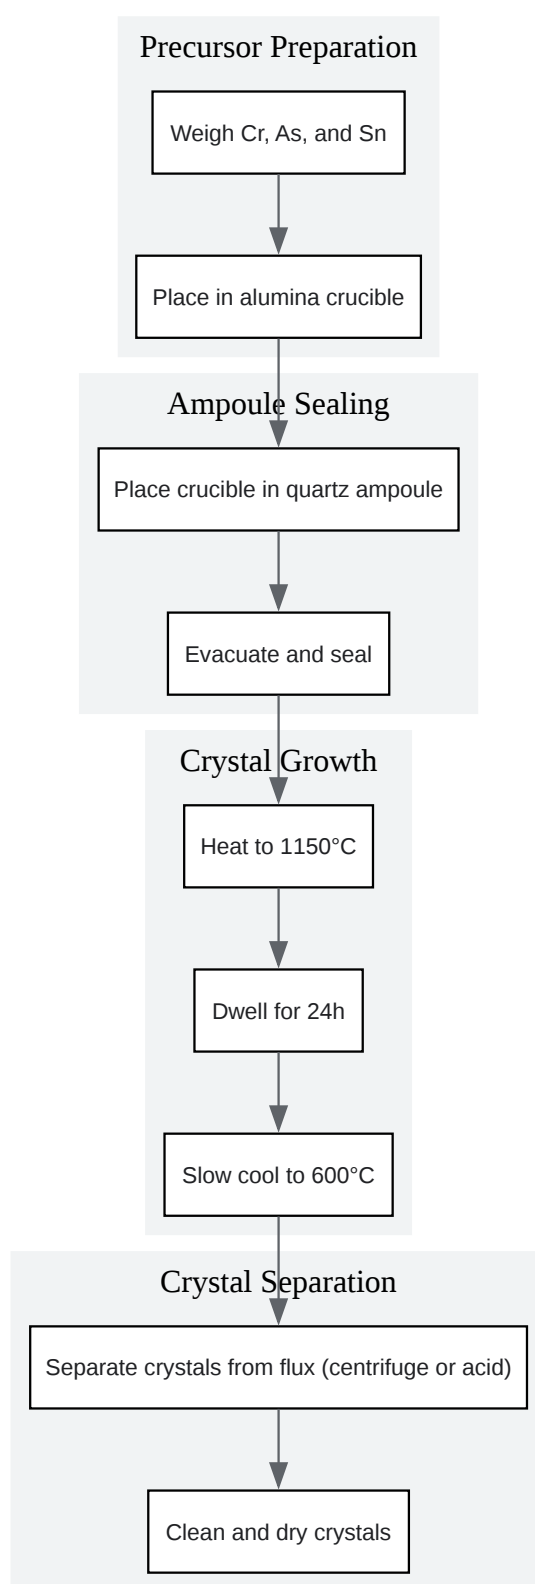 Precursor Preparation
Weigh Cr, As, and Sn
Place in alumina crucible
Ampoule Sealing
Place crucible in quartz ampoule
Evacuate and seal
Crystal Growth
Heat to 1150°C
Dwell for 24h
Slow cool to 600°C
Crystal Separation
Separate crystals from flux (centrifuge or acid)
Clean and dry crystals